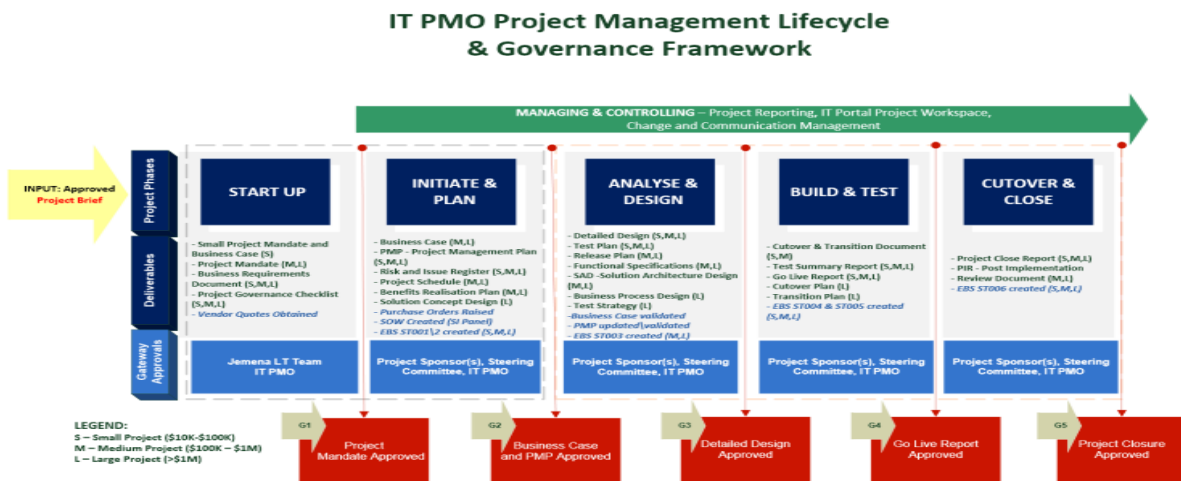 IT PMO Project Management Lifecycle
& Governance Framework
MANAGING & CONTROLLING – Project Reporting, IT Portal Project Workspace,
Change and Communication Management
INPUT: Approved
Project Brief
Project Phases
START UP
INITIATE &
PLAN
ANALYSE &
DESIGN
BUILD & TEST
CUTOVER &
CLOSE
Deliverables
- Small Project Mandate and
Business Case (S)
- Project Mandate (M,L)
- Business Requirements
Document (S,M,L)
- Project Governance Checklist
(S,M,L)
- Vendor Quotes Obtained
- Business Case (M,L)
- PMP - Project Management Plan
(S,M,L)
- Risk and Issue Register (S,M,L)
- Project Schedule (M,L)
- Benefits Realisation Plan (M,L)
- Solution Concept Design (L)
- Purchase Orders Raised
- SOW Created (SI Panel)
- EBS ST001\2 created (S,M,L)
- Detailed Design (S,M,L)
- Test Plan (S,M,L)
- Release Plan (M,L)
- Functional Specifications (M,L)
- SAD -Solution Architecture Design
(M,L)
- Business Process Design (L)
- Test Strategy (L)
-Business Case validated
- PMP updated\validated
- EBS ST003 created (M,L)
- Cutover & Transition Document
(S,M)
- Test Summary Report (S,M,L)
- Go Live Report (S,M,L)
- Cutover Plan (L)
- Transition Plan (L)
- EBS ST004 & ST005 created
(S,M,L)
- Project Close Report (S,M,L)
- PIR - Post Implementation
Review Document (M,L)
- EBS ST006 created (S,M,L)
Gateway
Approvals
Jemena LT Team
IT PMO
Project Sponsor(s), Steering
Committee, IT PMO
Project Sponsor(s), Steering
Committee, IT PMO
Project Sponsor(s), Steering
Committee, IT PMO
Project Sponsor(s), Steering
Committee, IT PMO
LEGEND:
S – Small Project ($10K-$100K)
M – Medium Project ($100K – $1M)
L – Large Project (>$1M)
G1
Project
Mandate Approved
G2
Business Case
and PMP Approved
G3
Detailed Design
Approved
G4
Go Live Report
Approved
G5
Project Closure
Approved